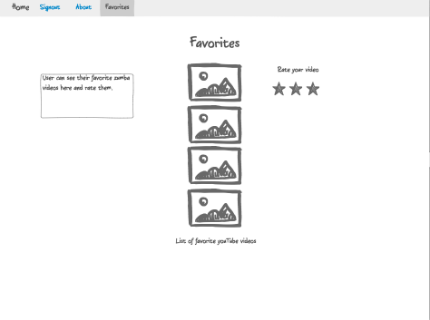 Home Signout About Favorites
Favorites
User can see their favorite zumba
videos here and rate them.
Rate your video
List of favorite youTube videos